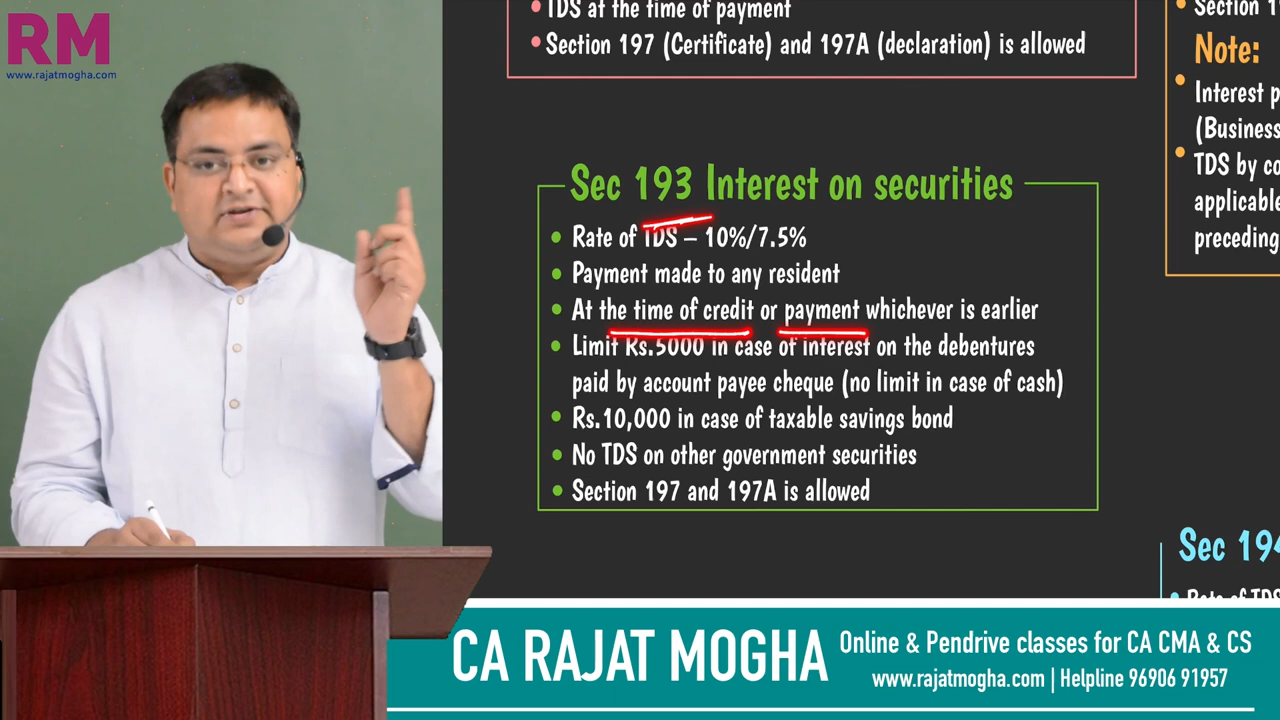 RM
www.rajatmogha.com
TDS at the time of payment
Section 197 (Certificate) and 197A (declaration) is allowed
Sec 193 Interest on securities
Rate of TDS – 10%/7.5%
Payment made to any resident
At the time of credit or payment whichever is earlier
Limit Rs.5000 in case of interest on the debentures
paid by account payee cheque (no limit in case of cash)
Rs.10,000 in case of taxable savings bond
No TDS on other government securities
Section 197 and 197A is allowed
Section
Note:
Interest
(Business
TDS by
applicable
preceding
Sec 194
Rate of TDS
CA RAJAT MOGHA
Online & Pendrive classes for CA CMA & CS
www.rajatmogha.com | Helpline 96906 91957